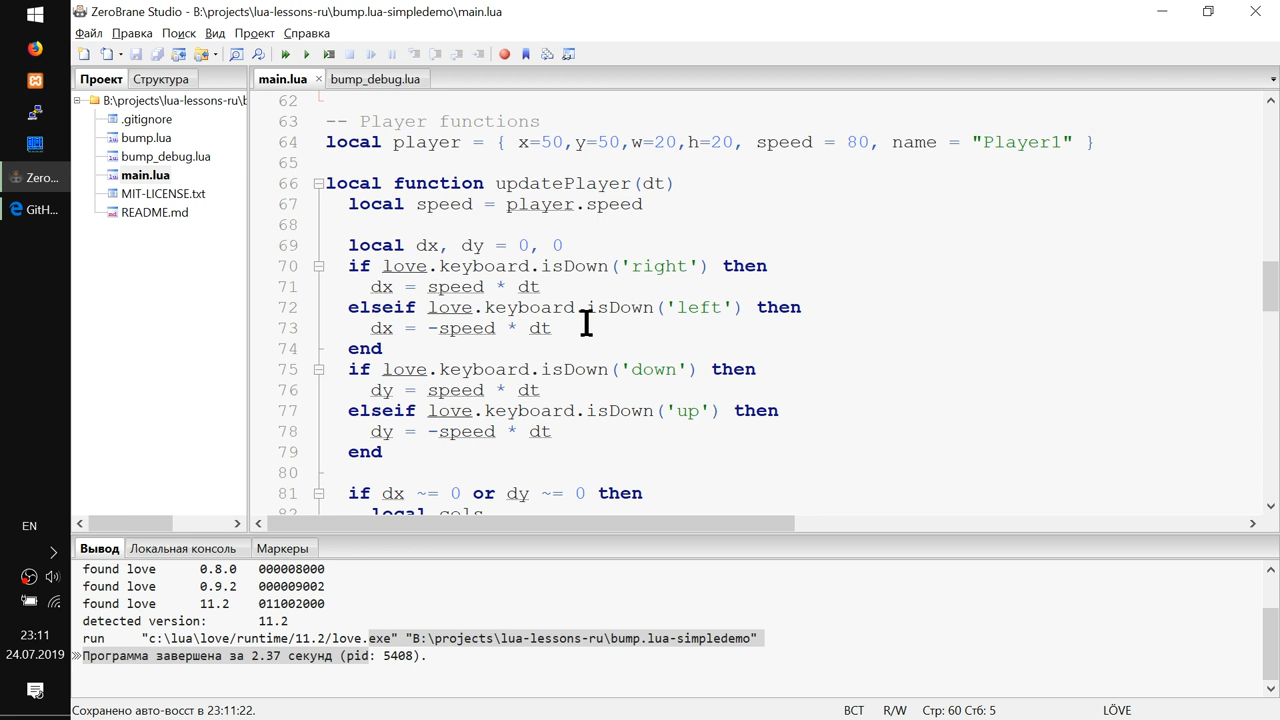 ZeroBrane Studio - B:\projects\lua-lessons-ru\bump.lua-simpledemo\main.lua
Файл Правка Поиск Вид Проект Справка
Проект Структура
main.lua
bump_debug.lua
B:\projects\lua-lessons-ru\b
.gitignore
bump.lua
bump_debug.lua
main.lua
MIT-LICENSE.txt
README.md
62
63 -- Player functions
64 local player = { x=50,y=50,w=20,h=20, speed = 80, name = "Player1" }
65
66 local function updatePlayer(dt)
67 local speed = player.speed
68
69 local dx, dy = 0, 0
70 if love.keyboard.isDown('right') then
71 dx = speed * dt
72 elseif love.keyboard.isDown('left') then
73 dx = -speed * dt
74 end
75 if love.keyboard.isDown('down') then
76 dy = speed * dt
77 elseif love.keyboard.isDown('up') then
78 dy = -speed * dt
79 end
80
81 if dx ~= 0 or dy ~= 0 then
82 local cols
Вывод Локальная консоль Маркеры
found love 0.8.0 000008000
found love 0.9.2 000009002
found love 11.2 011002000
detected version: 11.2
run "c:\lua\love/runtime/11.2/love.exe" "B:\projects\lua-lessons-ru\bump.lua-simpledemo"
Программа завершена за 2.37 секунд (pid: 5408).
Сохранено авто-восст в 23:11:22.
ВСТ R/W Стр: 60 Стб: 5 LÖVE
Zero...
GitH...
EN
23:11
24.07.2019